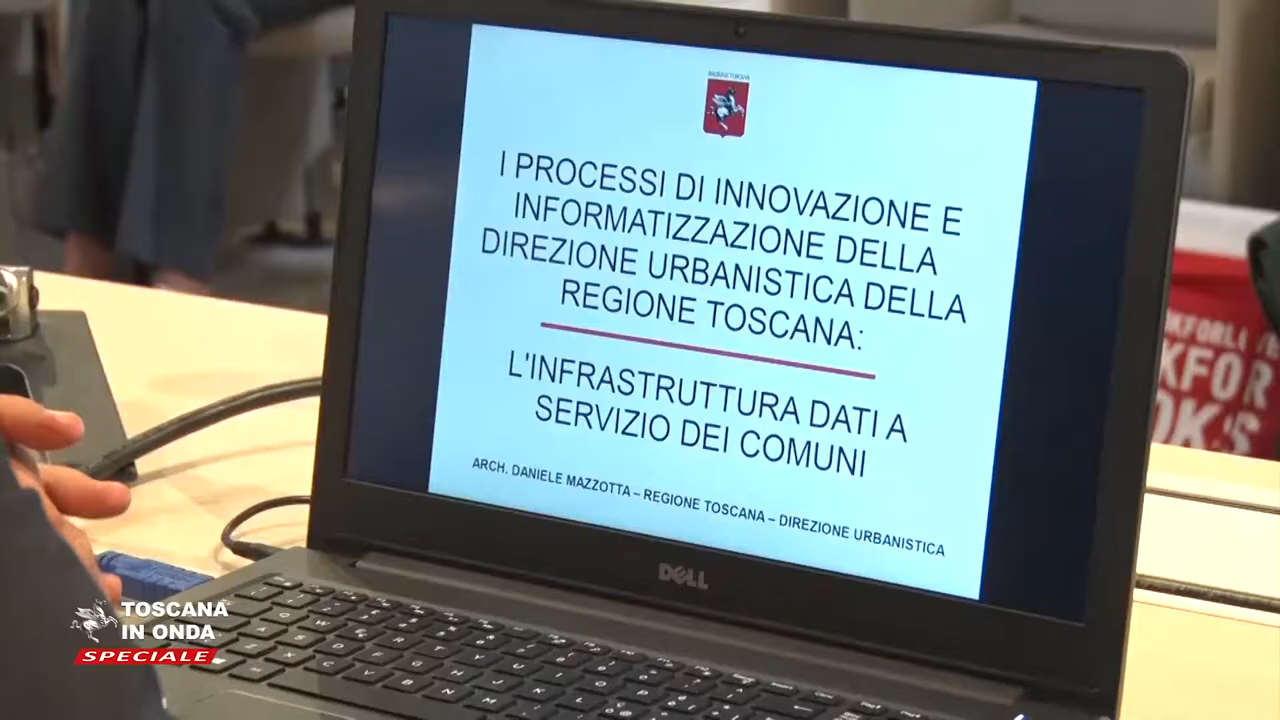 REGIONE TOSCANA
I PROCESSI DI INNOVAZIONE E
INFORMATIZZAZIONE DELLA
DIREZIONE URBANISTICA DELLA
REGIONE TOSCANA:
L'INFRASTRUTTURA DATI A
SERVIZIO DEI COMUNI
ARCH. DANIELE MAZZOTTA – REGIONE TOSCANA – DIREZIONE URBANISTICA
DELL
TOSCANA
IN ONDA
SPECIALE